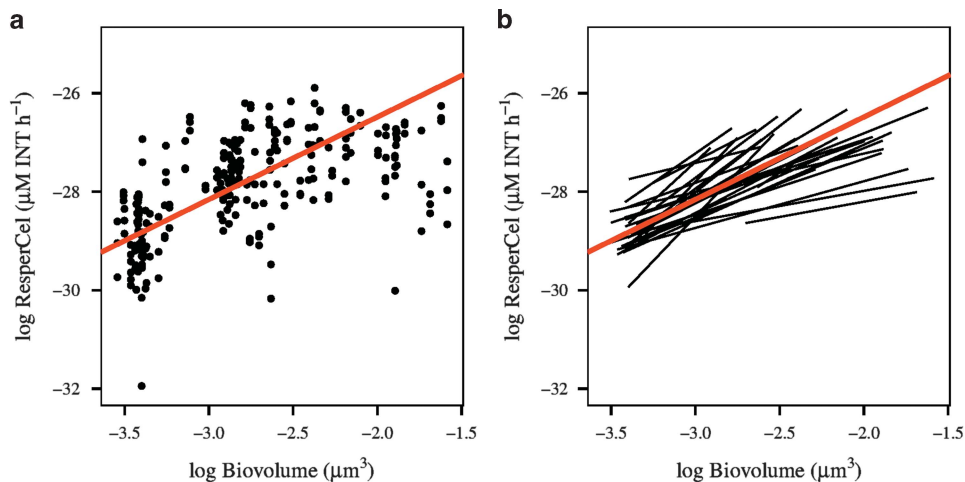 a
b
log ResperCel (μM INT h⁻¹)
−26
−28
−30
−32
−3.5 −3.0 −2.5 −2.0 −1.5
log Biovolume (μm³)
log ResperCel (μM INT h⁻¹)
−26
−28
−30
−32
−3.5 −3.0 −2.5 −2.0 −1.5
log Biovolume (μm³)